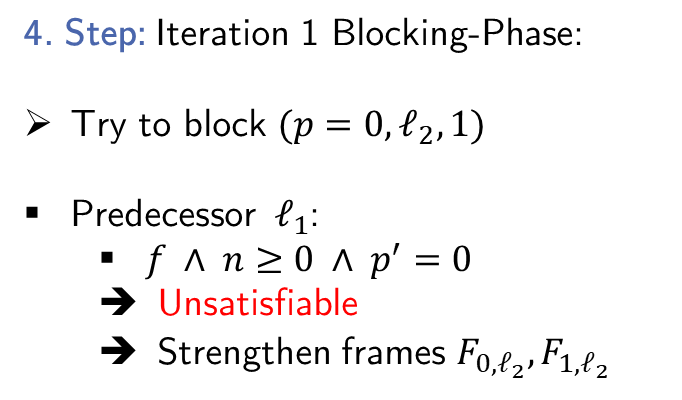 4. Step: Iteration 1 Blocking-Phase:
➢ Try to block (𝑝 = 0, ℓ₂, 1)
▪ Predecessor ℓ₁:
▪ 𝑓 ∧ 𝑛 ≥ 0 ∧ 𝑝′ = 0
➔ Unsatisfiable
➔ Strengthen frames 𝐹₀,ℓ₂, 𝐹₁,ℓ₂